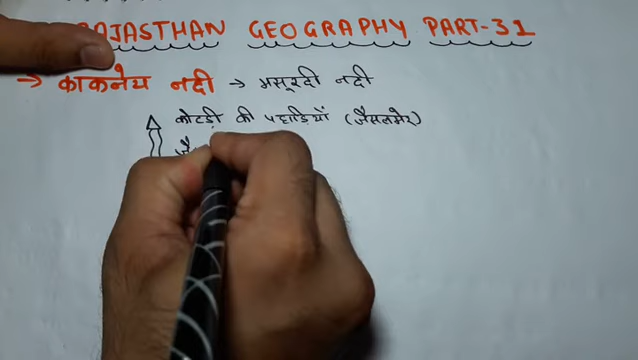 RAJASTHAN GEOGRAPHY PART-31
→ काकनेय नदी → मसूरदी नदी
कोटड़ी की पहाडियाँ (जैसलमेर)
जै